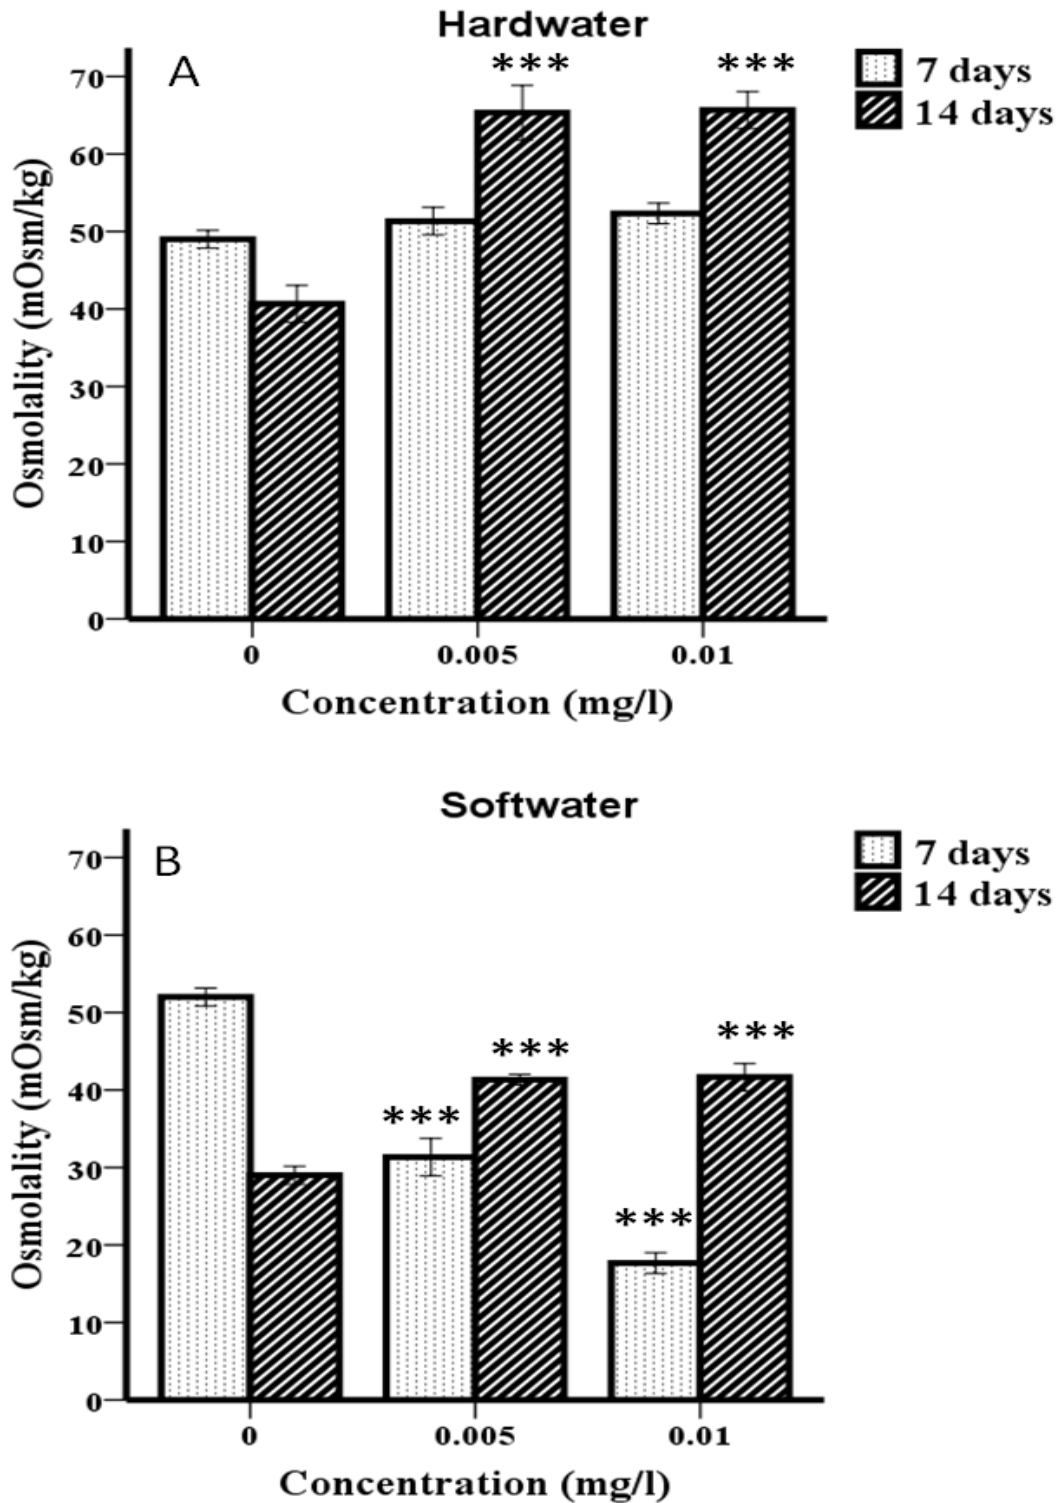 Hardwater
A
*** ***
7 days
14 days
70
60
50
40
30
20
10
0
Osmolality (mOsm/kg)
0 0.005 0.01
Concentration (mg/l)
Softwater
B
7 days
14 days
70
60
50
40
30
20
10
0
Osmolality (mOsm/kg)
***
***
***
***
0 0.005 0.01
Concentration (mg/l)